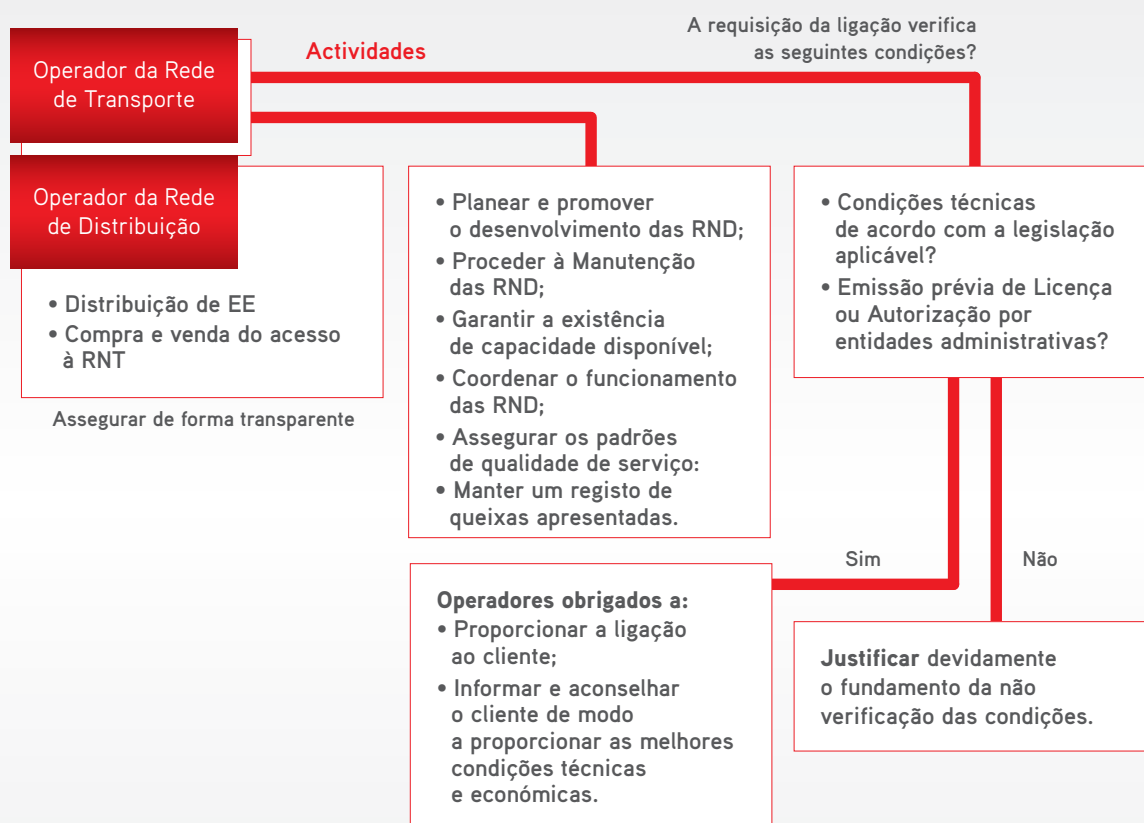 Operador da Rede
de Transporte
Actividades
A requisição da ligação verifica
as seguintes condições?
Operador da Rede
de Distribuição
• Distribuição de EE
• Compra e venda do acesso
à RNT
Assegurar de forma transparente
• Planear e promover
o desenvolvimento das RND;
• Proceder à Manutenção
das RND;
• Garantir a existência
de capacidade disponível;
• Coordenar o funcionamento
das RND;
• Assegurar os padrões
de qualidade de serviço:
• Manter um registo de
queixas apresentadas.
• Condições técnicas
de acordo com a legislação
aplicável?
• Emissão prévia de Licença
ou Autorização por
entidades administrativas?
Sim
Não
Operadores obrigados a:
• Proporcionar a ligação
ao cliente;
• Informar e aconselhar
o cliente de modo
a proporcionar as melhores
condições técnicas
e económicas.
Justificar devidamente
o fundamento da não
verificação das condições.